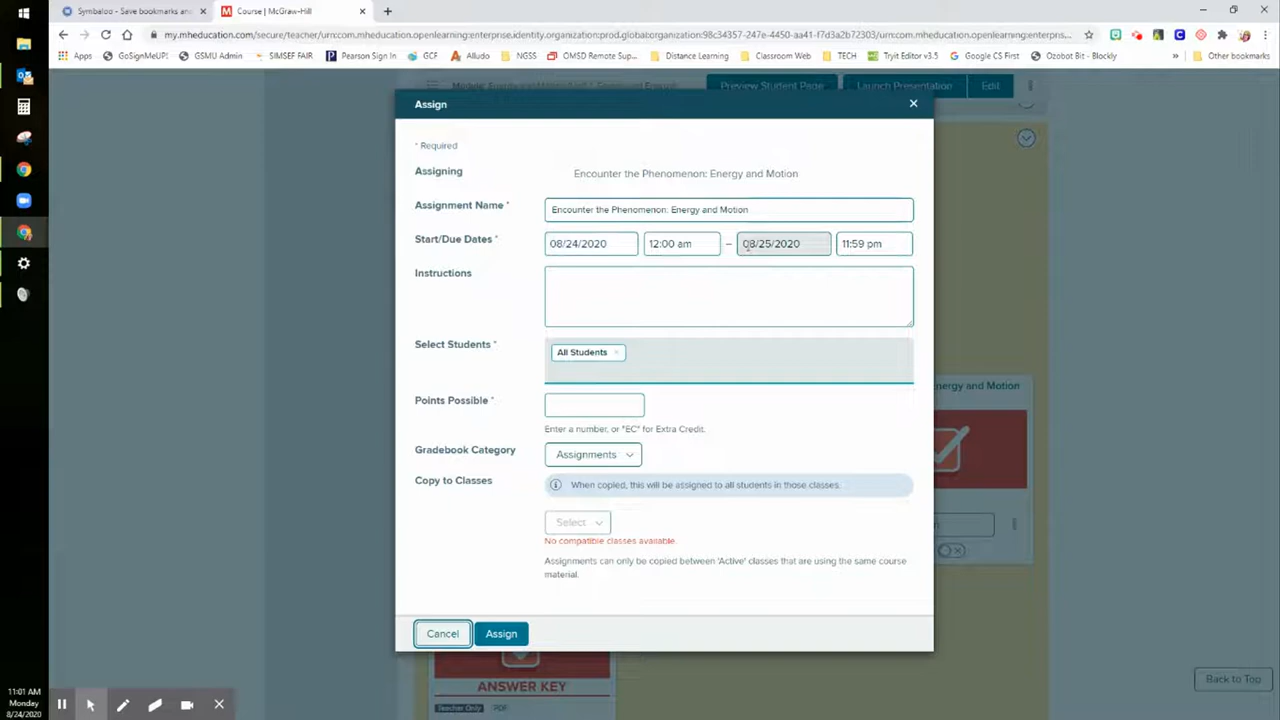 Symbaloo - Save bookmarks and
Course | McGraw-Hill
my.mheducation.com/secure/teacher/urn:com.mheducation.openlearning:enterprise.identity.organization:prod.globalorganization:98c34357-247e-4450-aa41-f7d3a2b72303/urn:com.mheducation.openlearning:enterpris...
Apps GoSignMeUP! GSMU Admin SIMSEF FAIR Pearson Sign In GCF Alludo NGSS OMSD Remote Sup... Distance Learning Classroom Web TECH Tryit Editor v3.5 Google CS First Ozobot Bit - Blockly » Other bookmarks
Preview Student Page Launch Presentation Edit
Assign
* Required
Assigning Encounter the Phenomenon: Energy and Motion
Assignment Name * Encounter the Phenomenon: Energy and Motion
Start/Due Dates * 08/24/2020 12:00 am – 08/25/2020 11:59 pm
Instructions
Select Students * All Students ×
nergy and Motion
Points Possible *
Enter a number, or "EC" for Extra Credit.
Gradebook Category Assignments
Copy to Classes When copied, this will be assigned to all students in those classes.
Select
No compatible classes available.
Assignments can only be copied between 'Active' classes that are using the same course
material.
Cancel Assign
Back to Top
ANSWER KEY
Teacher Only PDF
11:01 AM
Monday
8/24/2020